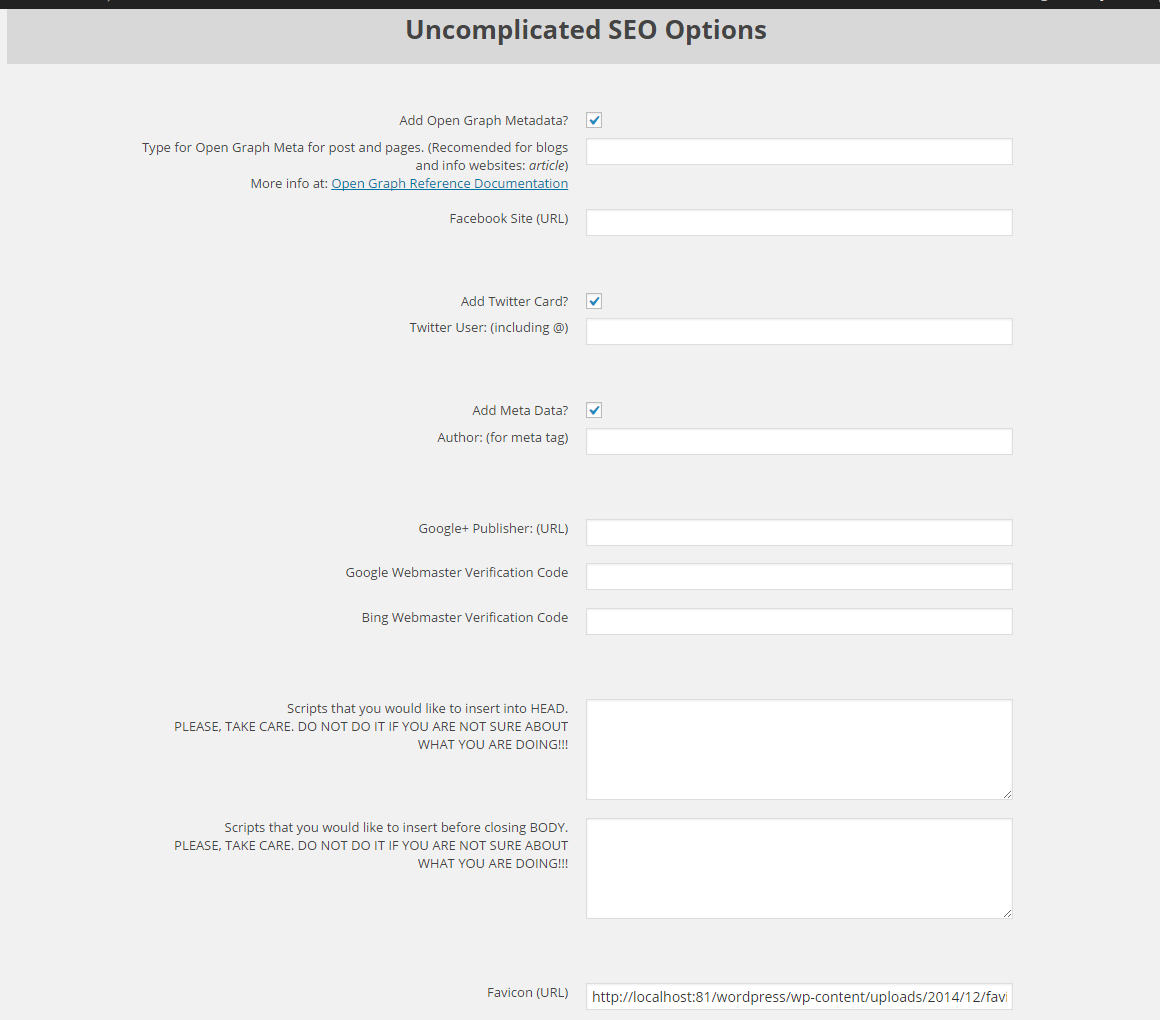 Uncomplicated SEO Options
Add Open Graph Metadata?
Type for Open Graph Meta for post and pages. (Recomended for blogs
and info websites: article)
More info at: Open Graph Reference Documentation
Facebook Site (URL)
Add Twitter Card?
Twitter User: (including @)
Add Meta Data?
Author: (for meta tag)
Google+ Publisher: (URL)
Google Webmaster Verification Code
Bing Webmaster Verification Code
Scripts that you would like to insert into HEAD.
PLEASE, TAKE CARE. DO NOT DO IT IF YOU ARE NOT SURE ABOUT
WHAT YOU ARE DOING!!!
Scripts that you would like to insert before closing BODY.
PLEASE, TAKE CARE. DO NOT DO IT IF YOU ARE NOT SURE ABOUT
WHAT YOU ARE DOING!!!
Favicon (URL)
http://localhost:81/wordpress/wp-content/uploads/2014/12/favi